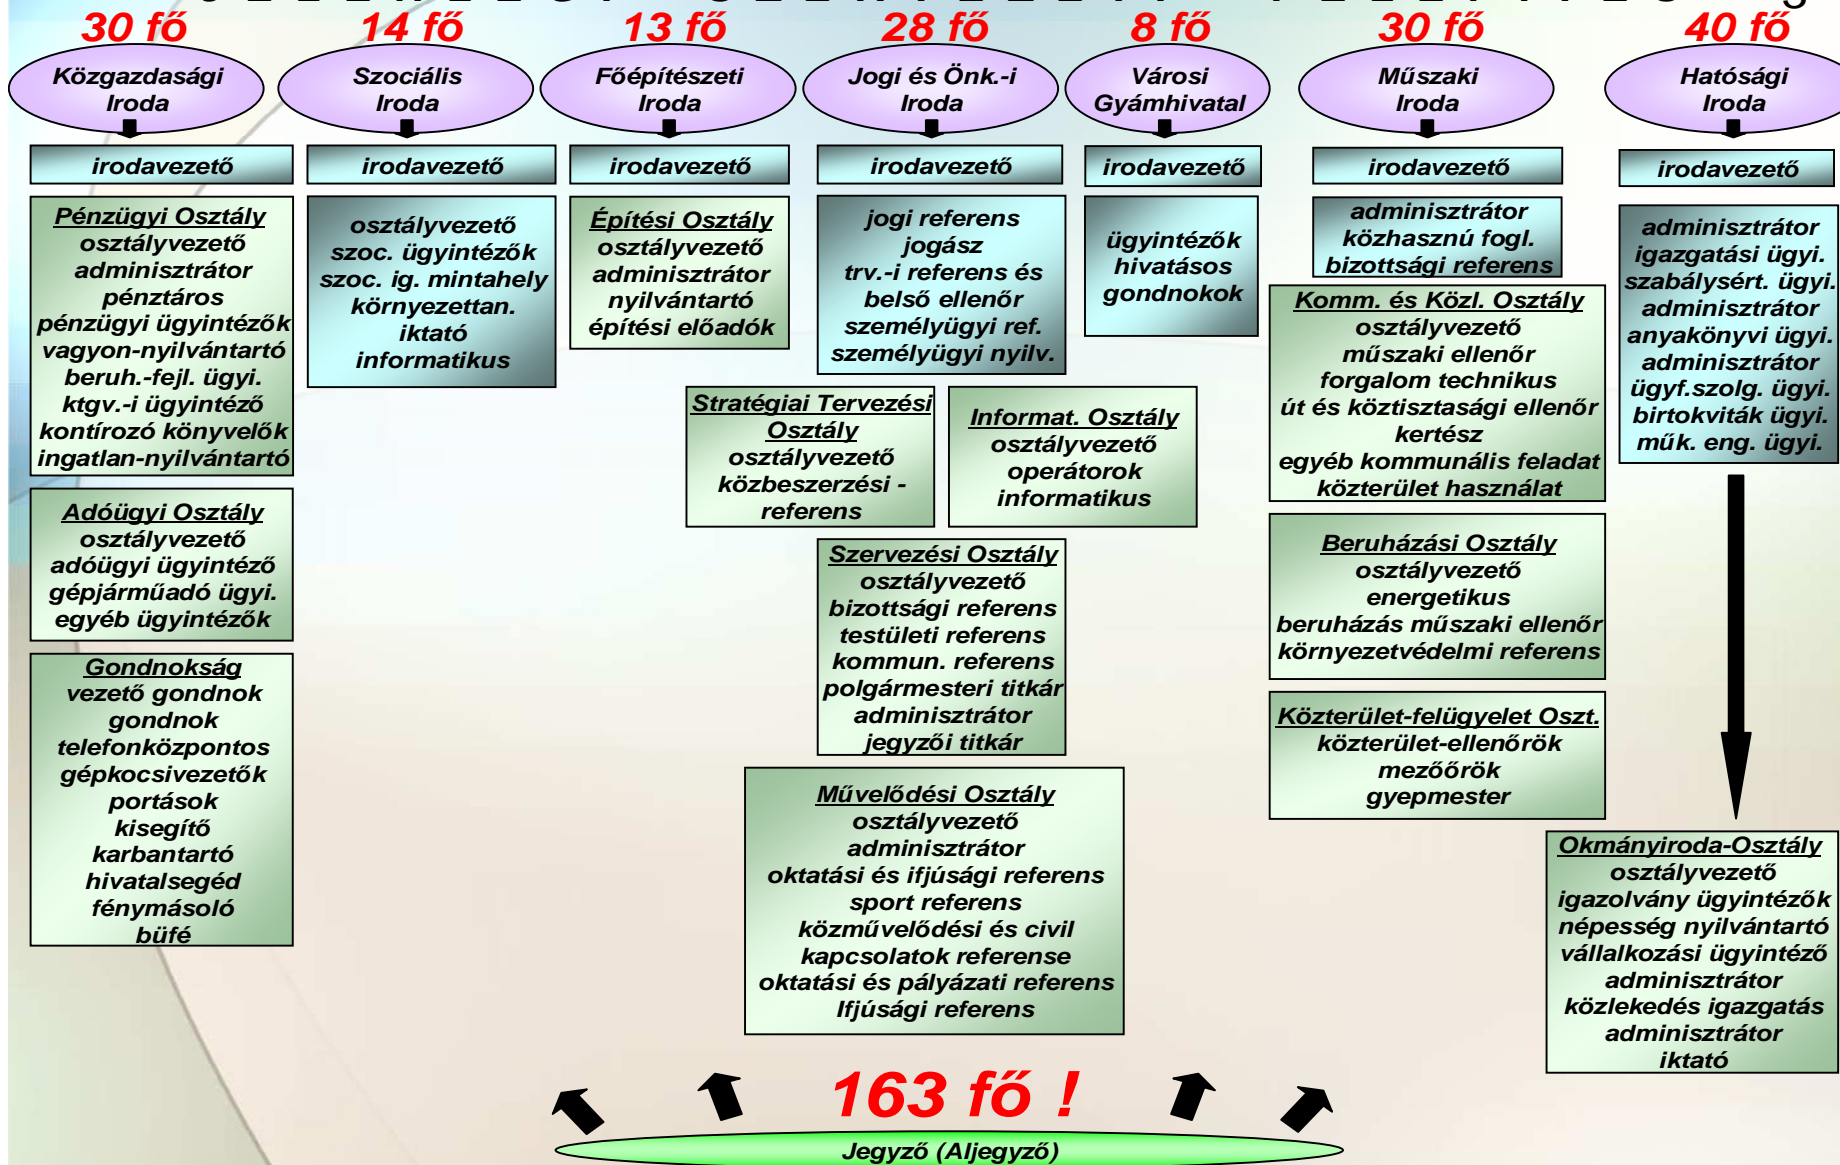 30 fő
Közgazdasági
Iroda
irodavezető
Pénzügyi Osztály
osztályvezető
adminisztrátor
pénztáros
pénzügyi ügyintézők
vagyon-nyilvántartó
beruh.-fejl. ügyi.
ktgv.-i ügyintéző
kontírozó könyvelők
ingatlan-nyilvántartó
Adóügyi Osztály
osztályvezető
adóügyi ügyintéző
gépjárműadó ügyi.
egyéb ügyintézők
Gondnokság
vezető gondnok
gondnok
telefonközpontos
gépkocsivezetők
portások
kisegítő
karbantartó
hivatalsegéd
fénymásoló
büfé
14 fő
Szociális
Iroda
irodavezető
osztályvezető
szoc. ügyintézők
szoc. ig. mintahely
környezettan.
iktató
informatikus
13 fő
Főépítészeti
Iroda
irodavezető
Építési Osztály
osztályvezető
adminisztrátor
nyilvántartó
építési előadók
28 fő
Jogi és Önk.-i
Iroda
irodavezető
jogi referens
jogász
trv.-i referens és
belső ellenőr
személyügyi ref.
személyügyi nyilv.
Stratégiai Tervezési
Osztály
osztályvezető
közbeszerzési -
referens
Informat. Osztály
osztályvezető
operátorok
informatikus
Szervezési Osztály
osztályvezető
bizottsági referens
testületi referens
kommun. referens
polgármesteri titkár
adminisztrátor
jegyzői titkár
Művelődési Osztály
osztályvezető
adminisztrátor
oktatási és ifjúsági referens
sport referens
közművelődési és civil
kapcsolatok referense
oktatási és pályázati referens
Ifjúsági referens
8 fő
Városi
Gyámhivatal
irodavezető
ügyintézők
hivatásos
gondnokok
30 fő
Műszaki
Iroda
irodavezető
adminisztrátor
közhasznú fogl.
bizottsági referens
Komm. és Közl. Osztály
osztályvezető
műszaki ellenőr
forgalom technikus
út és köztisztasági ellenőr
kertész
egyéb kommunális feladat
közterület használat
Beruházási Osztály
osztályvezető
energetikus
beruházás műszaki ellenőr
környezetvédelmi referens
Közterület-felügyelet Oszt.
közterület-ellenőrök
mezőőrök
gyepmester
40 fő
Hatósági
Iroda
irodavezető
adminisztrátor
igazgatási ügyi.
szabálysért. ügyi.
adminisztrátor
anyakönyvi ügyi.
adminisztrátor
ügyf.szolg. ügyi.
birtokviták ügyi.
műk. eng. ügyi.
Okmányiroda-Osztály
osztályvezető
igazolvány ügyintézők
népesség nyilvántartó
vállalkozási ügyintéző
adminisztrátor
közlekedés igazgatás
adminisztrátor
iktató
163 fő !
Jegyző (Aljegyző)